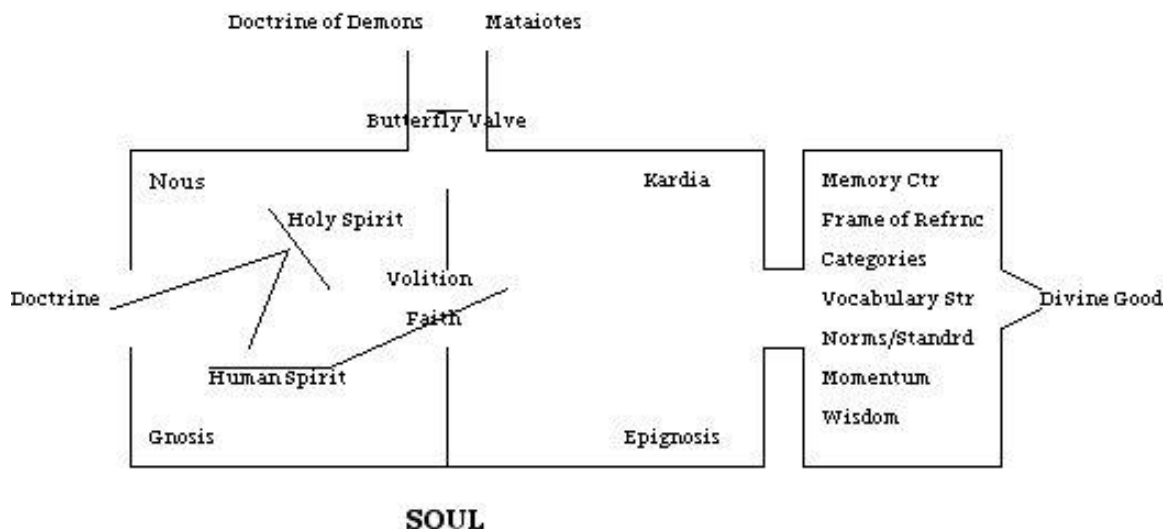 Doctrine of Demons
Mataiotes
Butterfly Valve
Nous
Kardia
Memory Ctr
Holy Spirit
Frame of Refrnc
Categories
Volition
Doctrine
Vocabulary Str
Divine Good
Faith
Norms/Standrd
Human Spirit
Momentum
Wisdom
Gnosis
Epignosis
SOUL